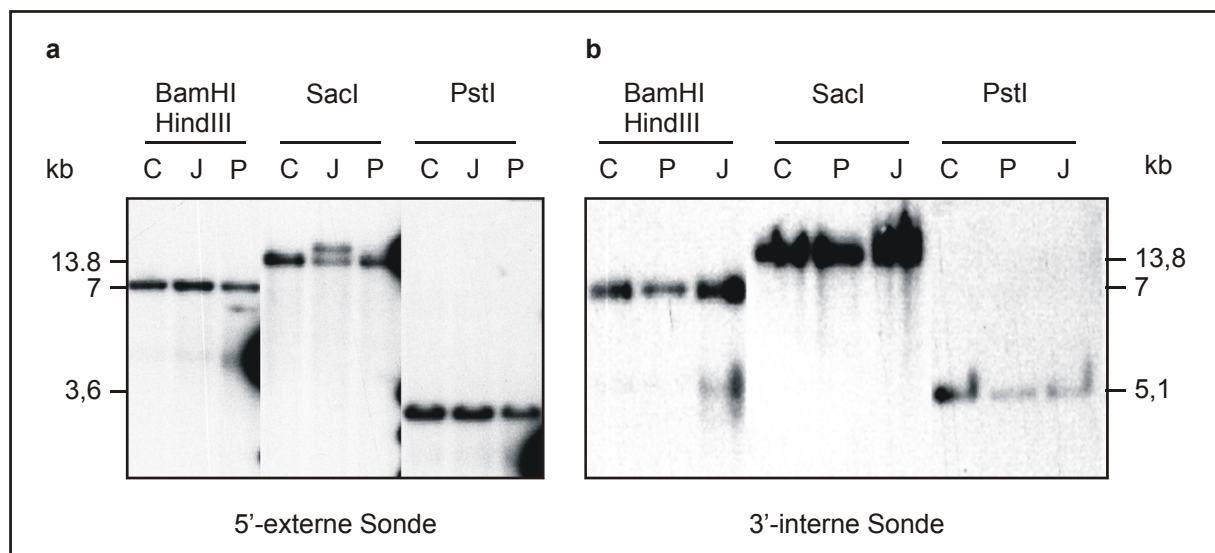 a
BamHI
HindIII
SacI
PstI
kb
C J P C J P C J P
13.8
7
3,6
5’-externe Sonde
b
BamHI
HindIII
SacI
PstI
C P J C P J C P J
kb
13,8
7
5,1
3’-interne Sonde